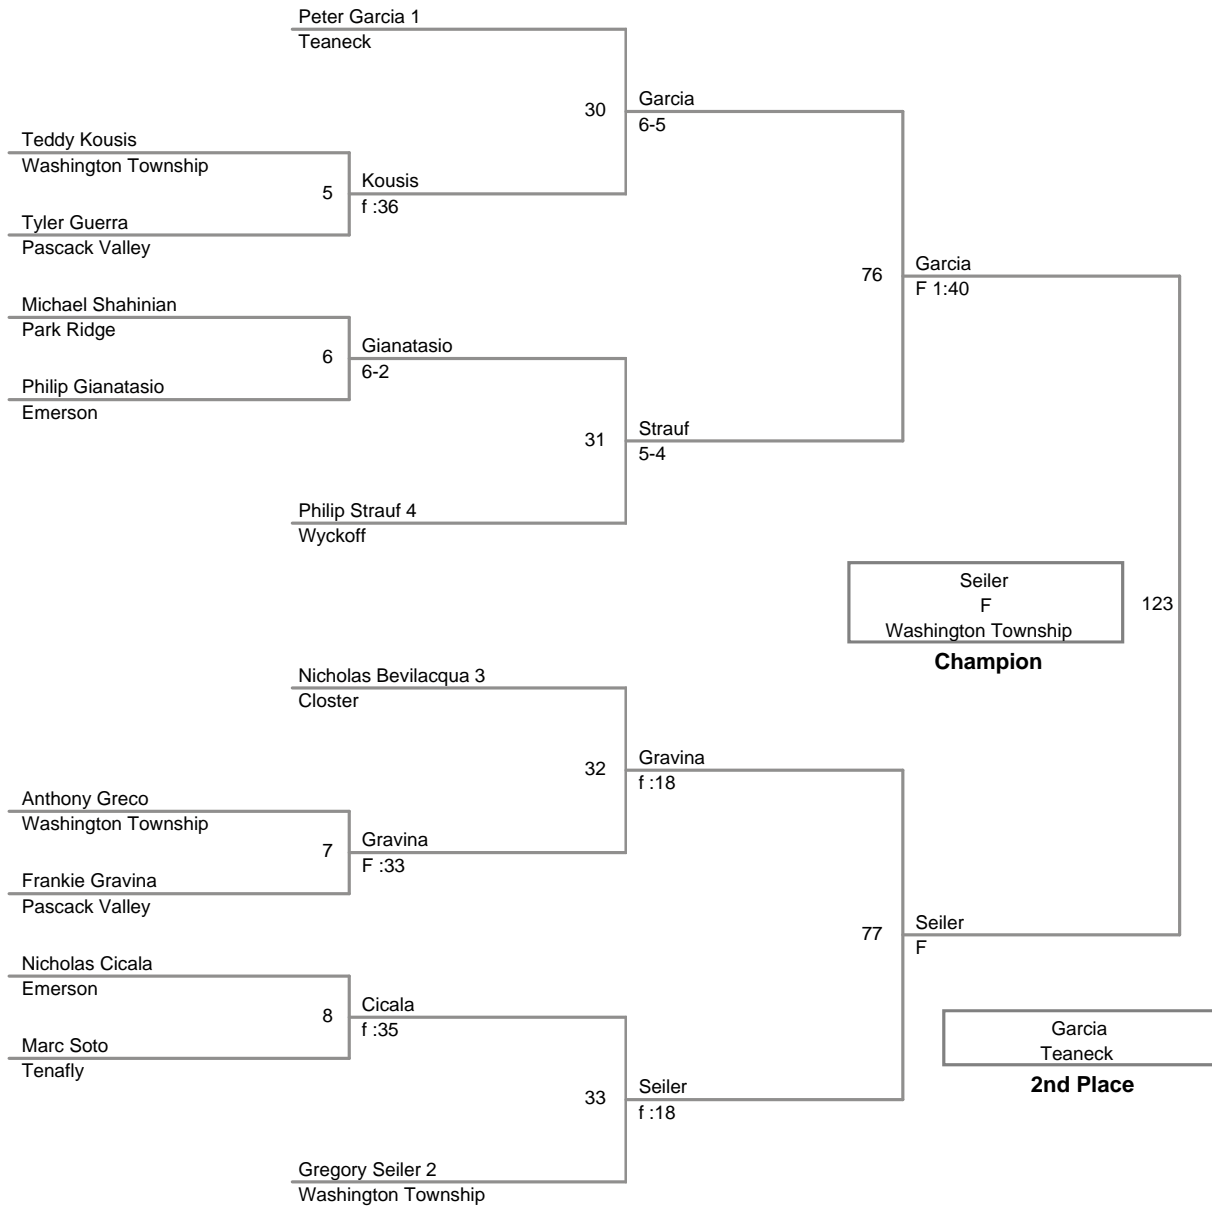 Peter Garcia 1
Teaneck
30
Garcia
6-5
Teddy Kousis
Washington Township
5
Kousis
f :36
Tyler Guerra
Pascack Valley
76
Garcia
F 1:40
Michael Shahinian
Park Ridge
6
Gianatasio
6-2
Philip Gianatasio
Emerson
31
Strauf
5-4
Philip Strauf 4
Wyckoff
Seiler
F
Washington Township
Champion
123
Nicholas Bevilacqua 3
Closter
32
Gravina
f :18
Anthony Greco
Washington Township
7
Gravina
F :33
Frankie Gravina
Pascack Valley
77
Seiler
F
Nicholas Cicala
Emerson
8
Cicala
f :35
Marc Soto
Tenafly
Garcia
Teaneck
2nd Place
33
Seiler
f :18
Gregory Seiler 2
Washington Township